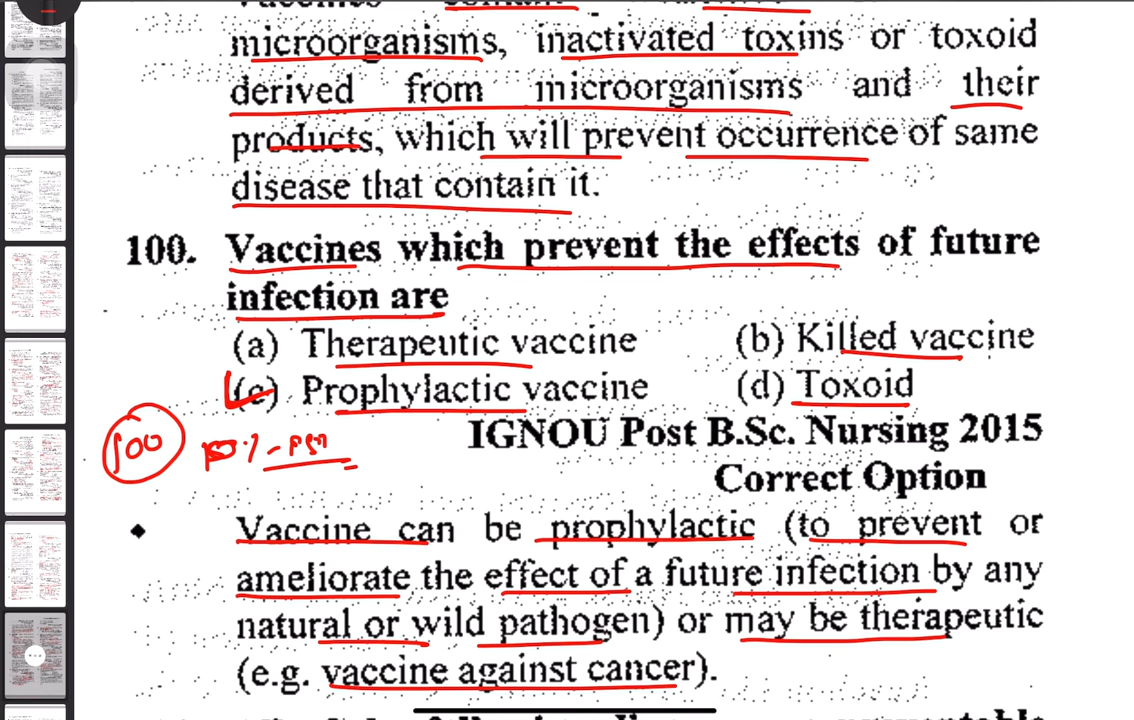 microorganisms, inactivated toxins or toxoid
derived from microorganisms and their
products, which will prevent occurrence of same
disease that contain it.
100. Vaccines which prevent the effects of future
infection are
(a) Therapeutic vaccine (b) Killed vaccine
(c) Prophylactic vaccine (d) Toxoid
IGNOU Post B.Sc. Nursing 2015
100
Correct Option
Vaccine can be prophylactic (to prevent or
ameliorate the effect of a future infection by any
natural or wild pathogen) or may be therapeutic
(e.g. vaccine against cancer).